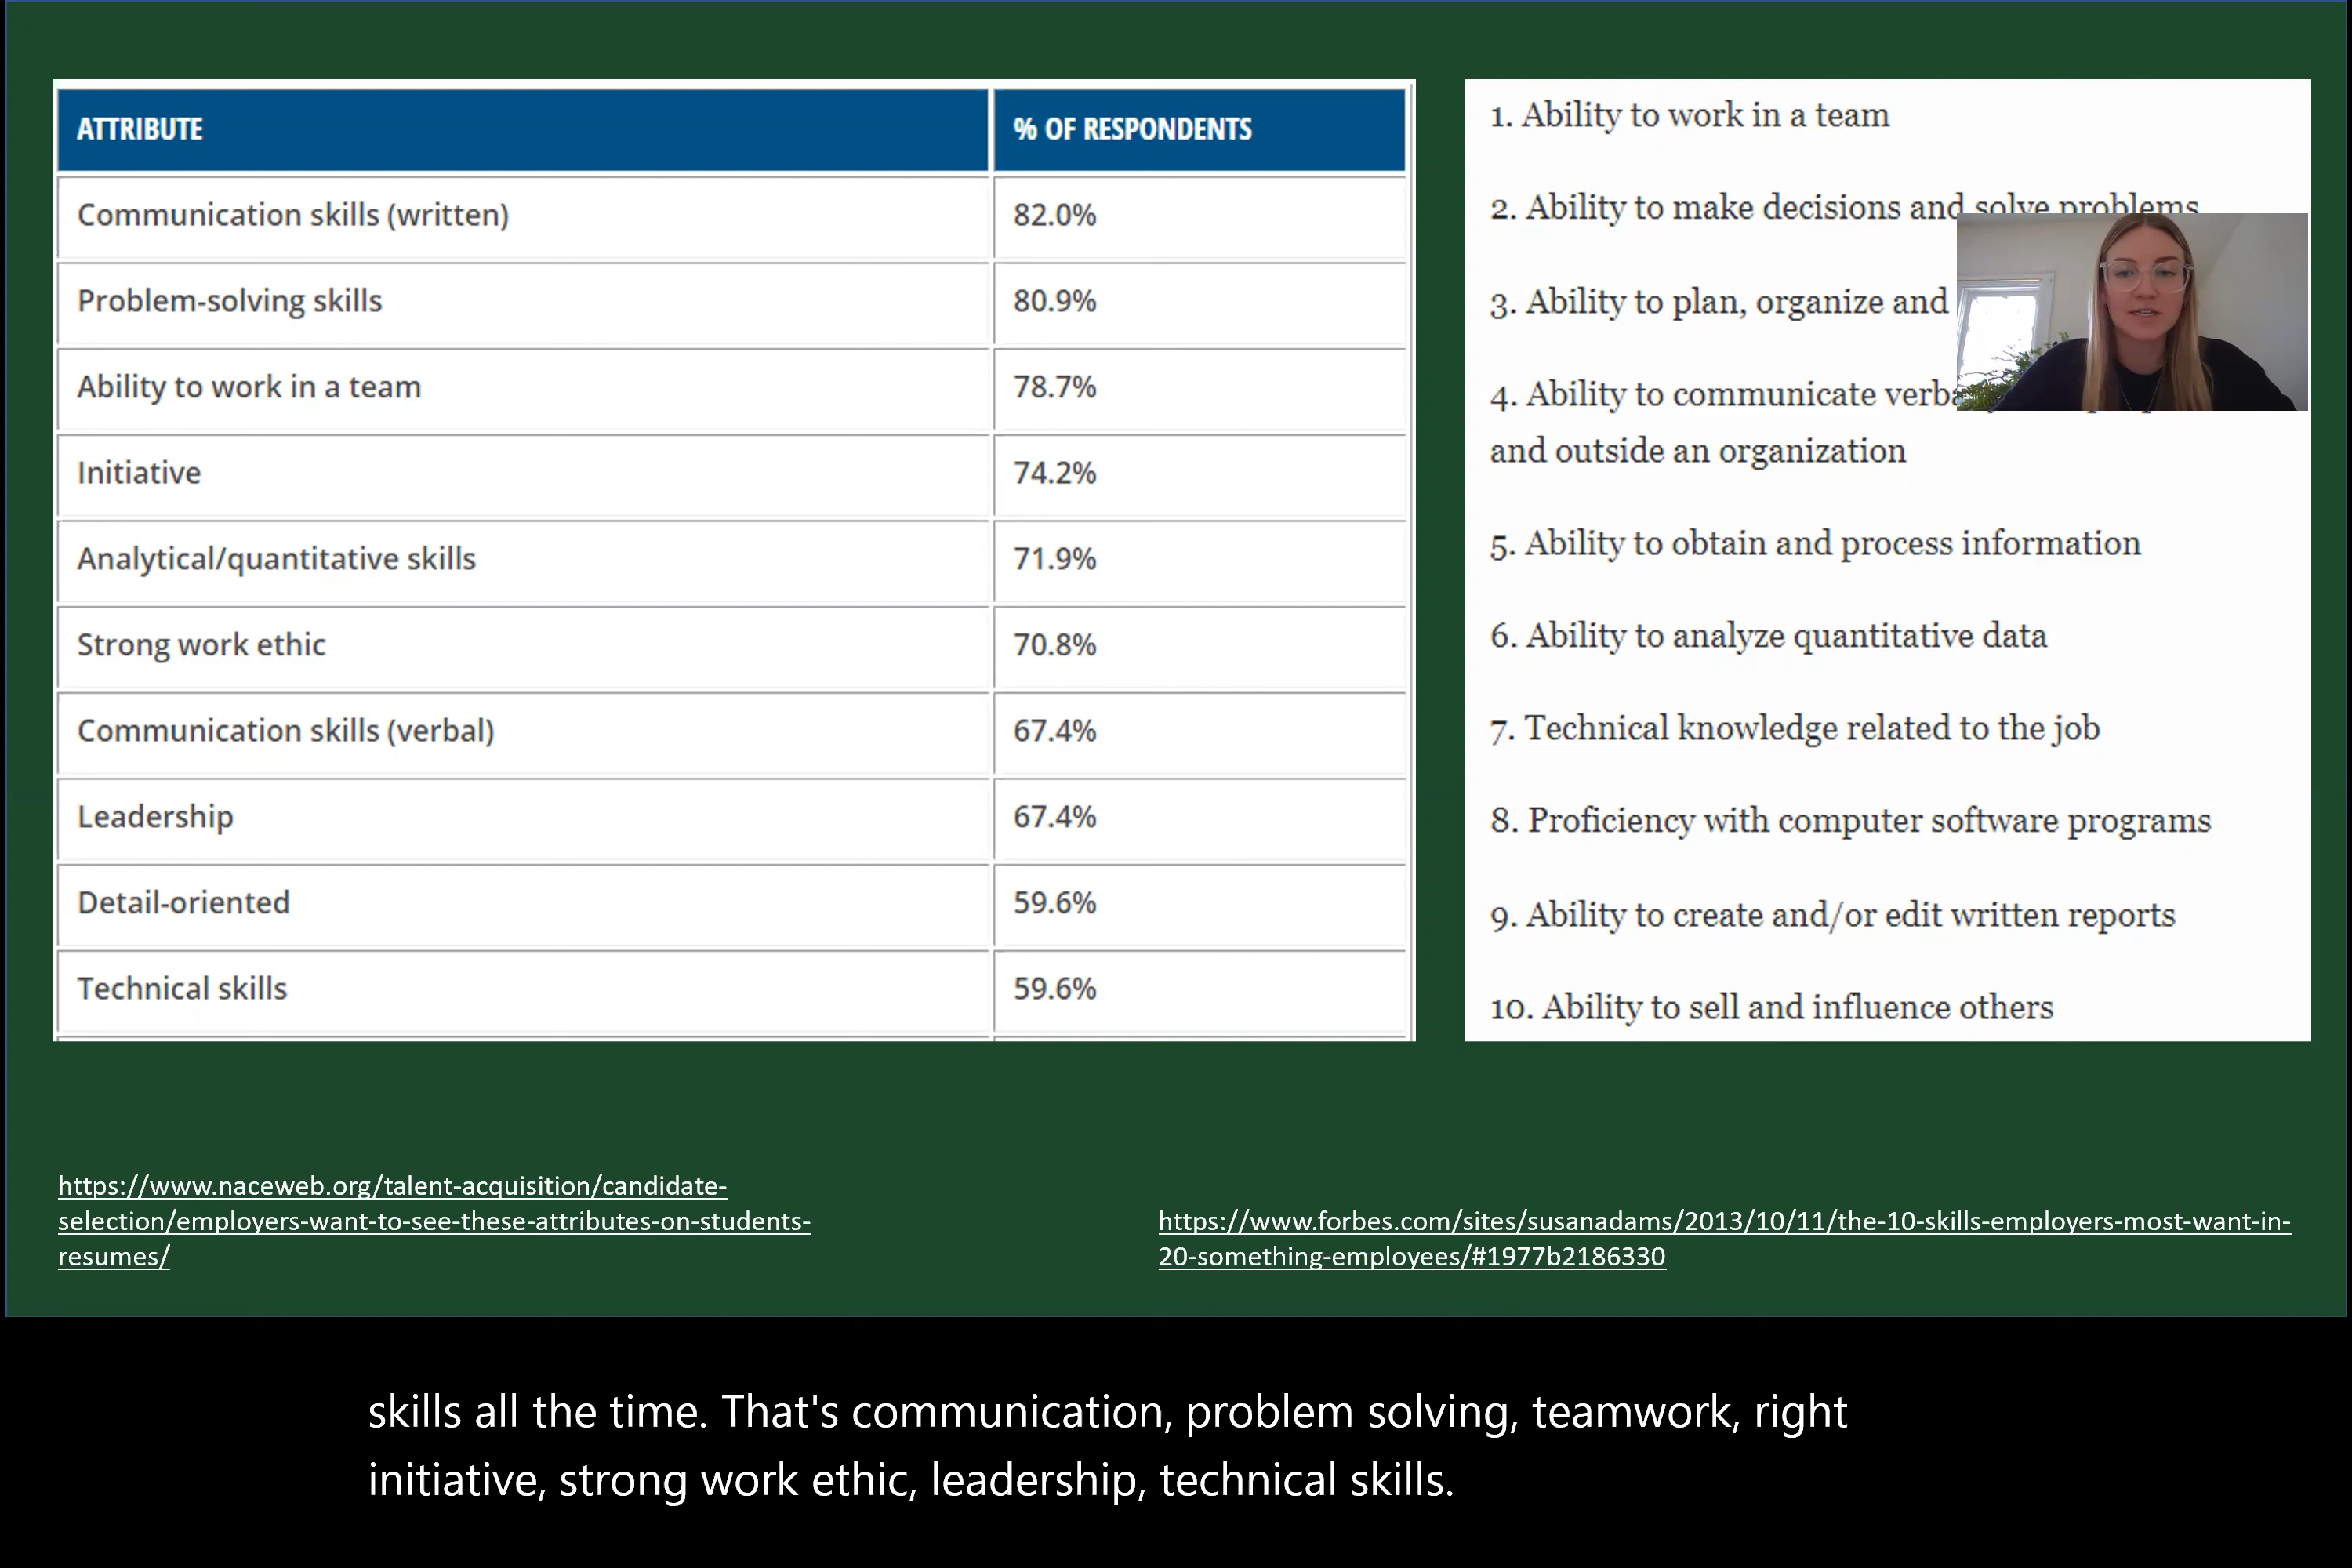 ATTRIBUTE % OF RESPONDENTS
Communication skills (written) 82.0%
Problem-solving skills 80.9%
Ability to work in a team 78.7%
Initiative 74.2%
Analytical/quantitative skills 71.9%
Strong work ethic 70.8%
Communication skills (verbal) 67.4%
Leadership 67.4%
Detail-oriented 59.6%
Technical skills 59.6%
1. Ability to work in a team
2. Ability to make decisions and solve problems
3. Ability to plan, organize and
4. Ability to communicate
and outside an organization
5. Ability to obtain and process information
6. Ability to analyze quantitative data
7. Technical knowledge related to the job
8. Proficiency with computer software programs
9. Ability to create and/or edit written reports
10. Ability to sell and influence others
https://www.naceweb.org/talent-acquisition/candidate-
selection/employers-want-to-see-these-attributes-on-students-
resumes/
https://www.forbes.com/sites/susanadams/2013/10/11/the-10-skills-employers-most-want-in-
20-something-employees/#1977b2186330
skills all the time. That's communication, problem solving, teamwork, right
initiative, strong work ethic, leadership, technical skills.